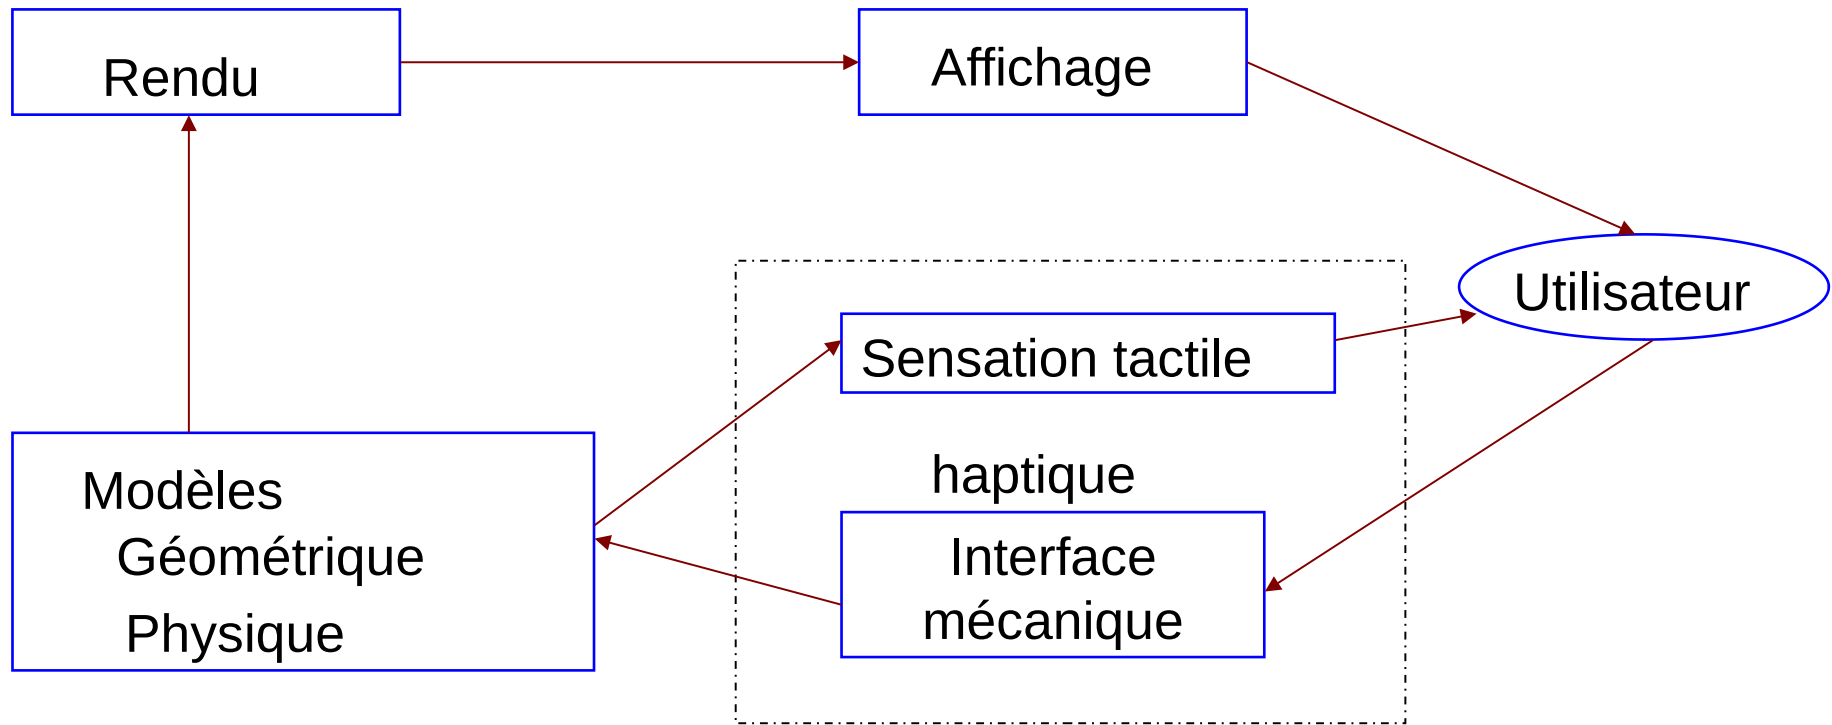 Rendu
Affichage
Utilisateur
Sensation tactile
haptique
Modèles
Géométrique
Physique
Interface
mécanique